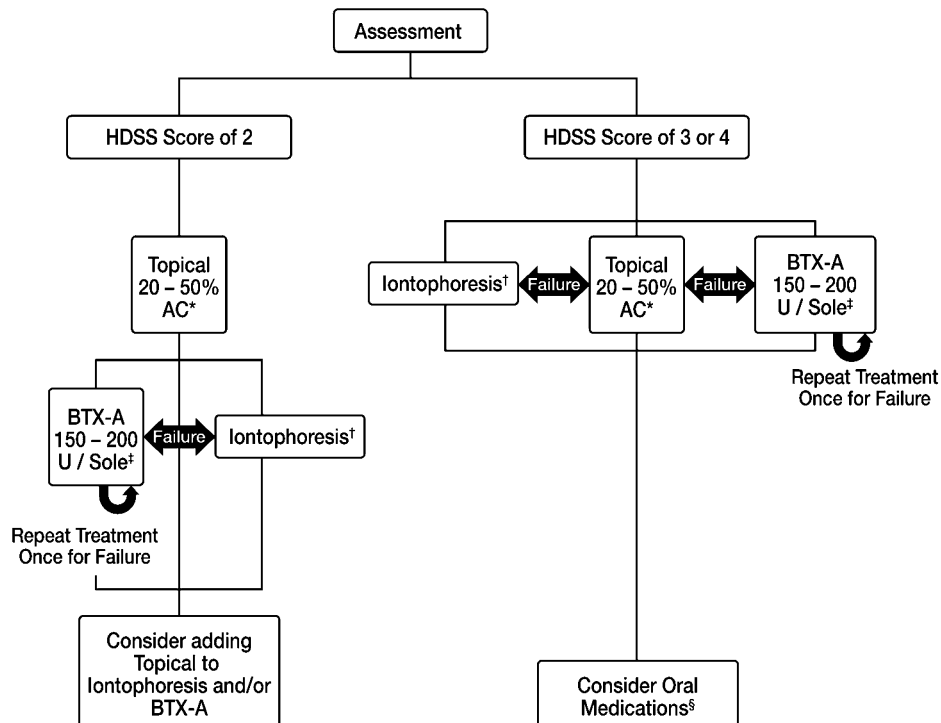 Assessment
HDSS Score of 2
HDSS Score of 3 or 4
Topical
20 – 50%
AC*
Iontophoresis†
Failure
Topical
20 – 50%
AC*
Failure
BTX-A
150 – 200
U / Sole‡
Repeat Treatment
Once for Failure
BTX-A
150 – 200
U / Sole‡
Failure
Iontophoresis†
Repeat Treatment
Once for Failure
Consider adding
Topical to
Iontophoresis and/or
BTX-A
Consider Oral
Medications§